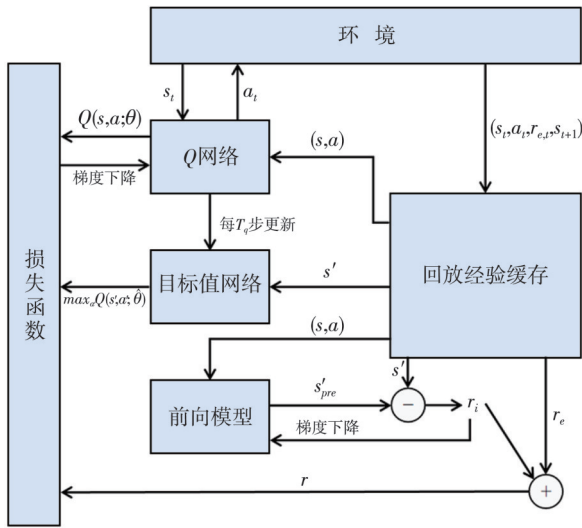 环 境
s_t
a_t
Q(s,a;θ)
(s_t,a_t,r_{e,t},s_{t+1})
Q网络
(s,a)
梯度下降
每T_q步更新
损失函数
目标值网络
s'
回放经验缓存
max_aQ(s',a'; θ̂)
(s,a)
s'
前向模型
s'_{pre}
−
r_i
r_e
梯度下降
r
+